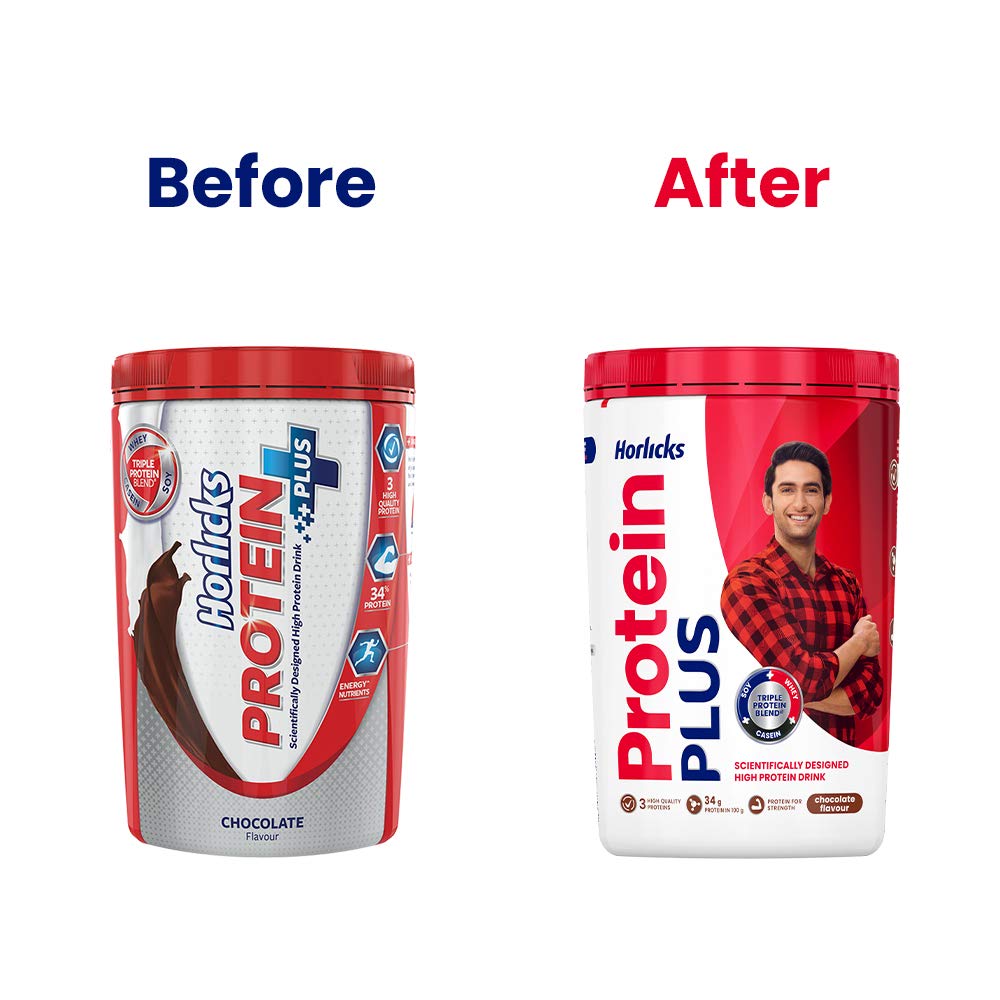 Before
After
WHEY
TRIPLE
PROTEIN
BLEND
CASEIN
SOY
Horlicks
PROTEIN
PLUS
Scientifically Designed High Protein Drink
3
HIGH
QUALITY
PROTEIN
34%
PROTEIN
ENERGY
NUTRIENTS
CHOCOLATE
Flavour
Horlicks
Protein
PLUS
SOY
WHEY
TRIPLE
PROTEIN
BLEND
CASEIN
SCIENTIFICALLY DESIGNED
HIGH PROTEIN DRINK
3 HIGH QUALITY
PROTEINS
34 g
PROTEIN IN 100 g
PROTEIN FOR
STRENGTH
chocolate
flavour